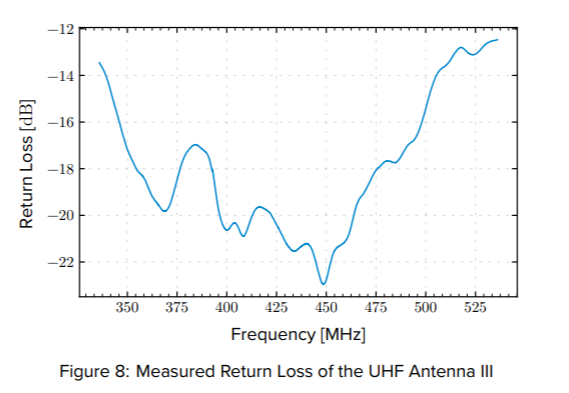 −12
−14
−16
−18
−20
−22
Return Loss [dB]
350 375 400 425 450 475 500 525
Frequency [MHz]
Figure 8: Measured Return Loss of the UHF Antenna III